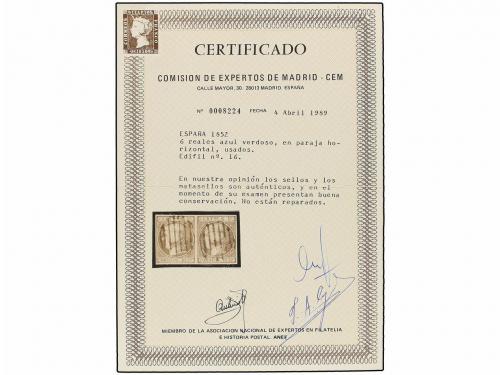 CERTIFICADO
COMISION DE EXPERTOS DE MADRID - CEM
CALLE MAYOR, 30. 28013 MADRID. ESPAÑA
Nº 0008224 FECHA 4 Abril 1989
ESPAÑA 1852
6 reales azul verdoso, en pareja ho-
rizontal, usados.
Edifil nº. 16.
En nuestra opinión los sellos y los
matasellos son auténticos, y en el
momento de su examen presentan buena
conservación. No están reparados.
MIEMBRO DE LA ASOCIACION NACIONAL DE EXPERTOS EN FILATELIA
E HISTORIA POSTAL. ANEF